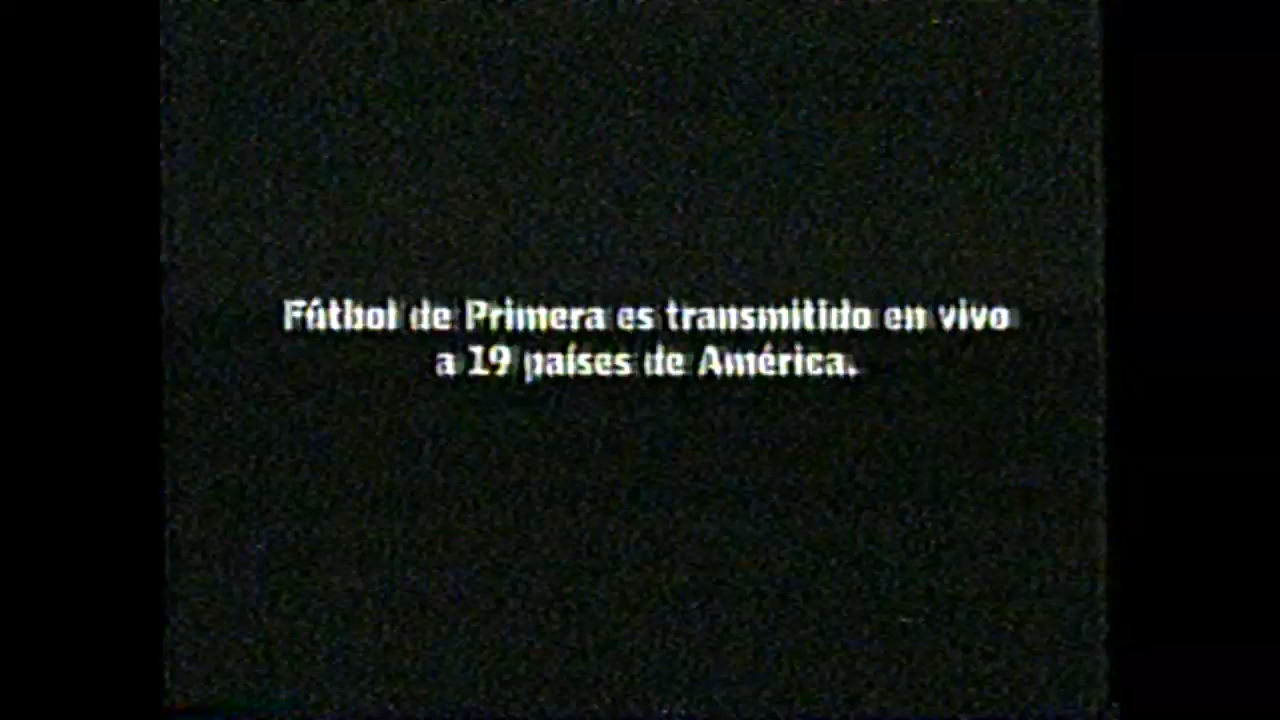 Fútbol de Primera es transmitido en vivo
a 19 países de América.